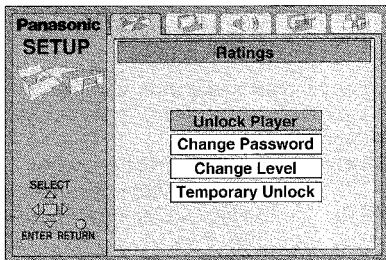 Panasonic
SETUP
Ratings
Unlock Player
Change Password
Change Level
Temporary Unlock
SELECT
ENTER RETURN